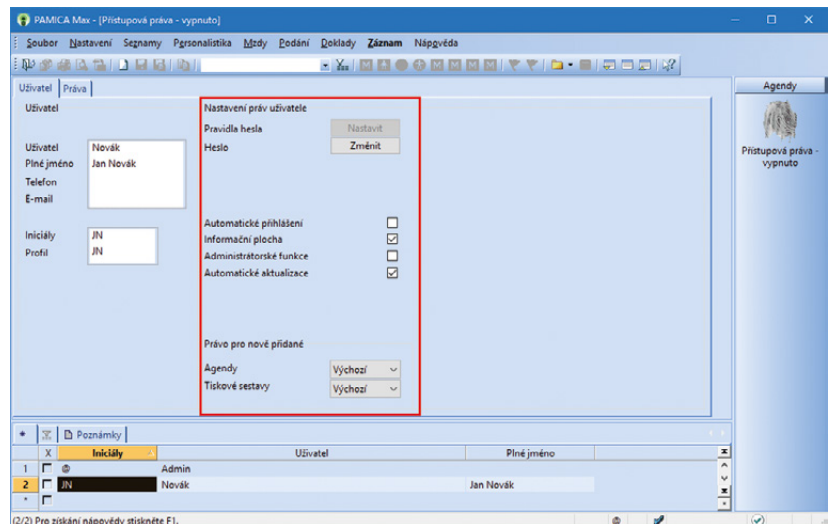 PAMICA Max - [Přístupová práva - vypnuto]
Soubor Nastavení Seznamy Personalistika Mzdy Podání Doklady Záznam Nápověda
Uživatel Práva
Agendy
Přístupová práva - vypnuto
Uživatel
Uživatel Novák
Plné jméno Jan Novák
Telefon
E-mail
Iniciály JN
Profil JN
Nastavení práv uživatele
Pravidla hesla Nastavit
Heslo Změnit
Automatické přihlášení
Informační plocha
Administrátorské funkce
Automatické aktualizace
Právo pro nově přidané
Agendy Výchozí
Tiskové sestavy Výchozí
* Poznámky
X Iniciály Uživatel Plné jméno
1 @ Admin
2 JN Novák Jan Novák
*
(2/2) Pro získání nápovědy stiskněte F1. @